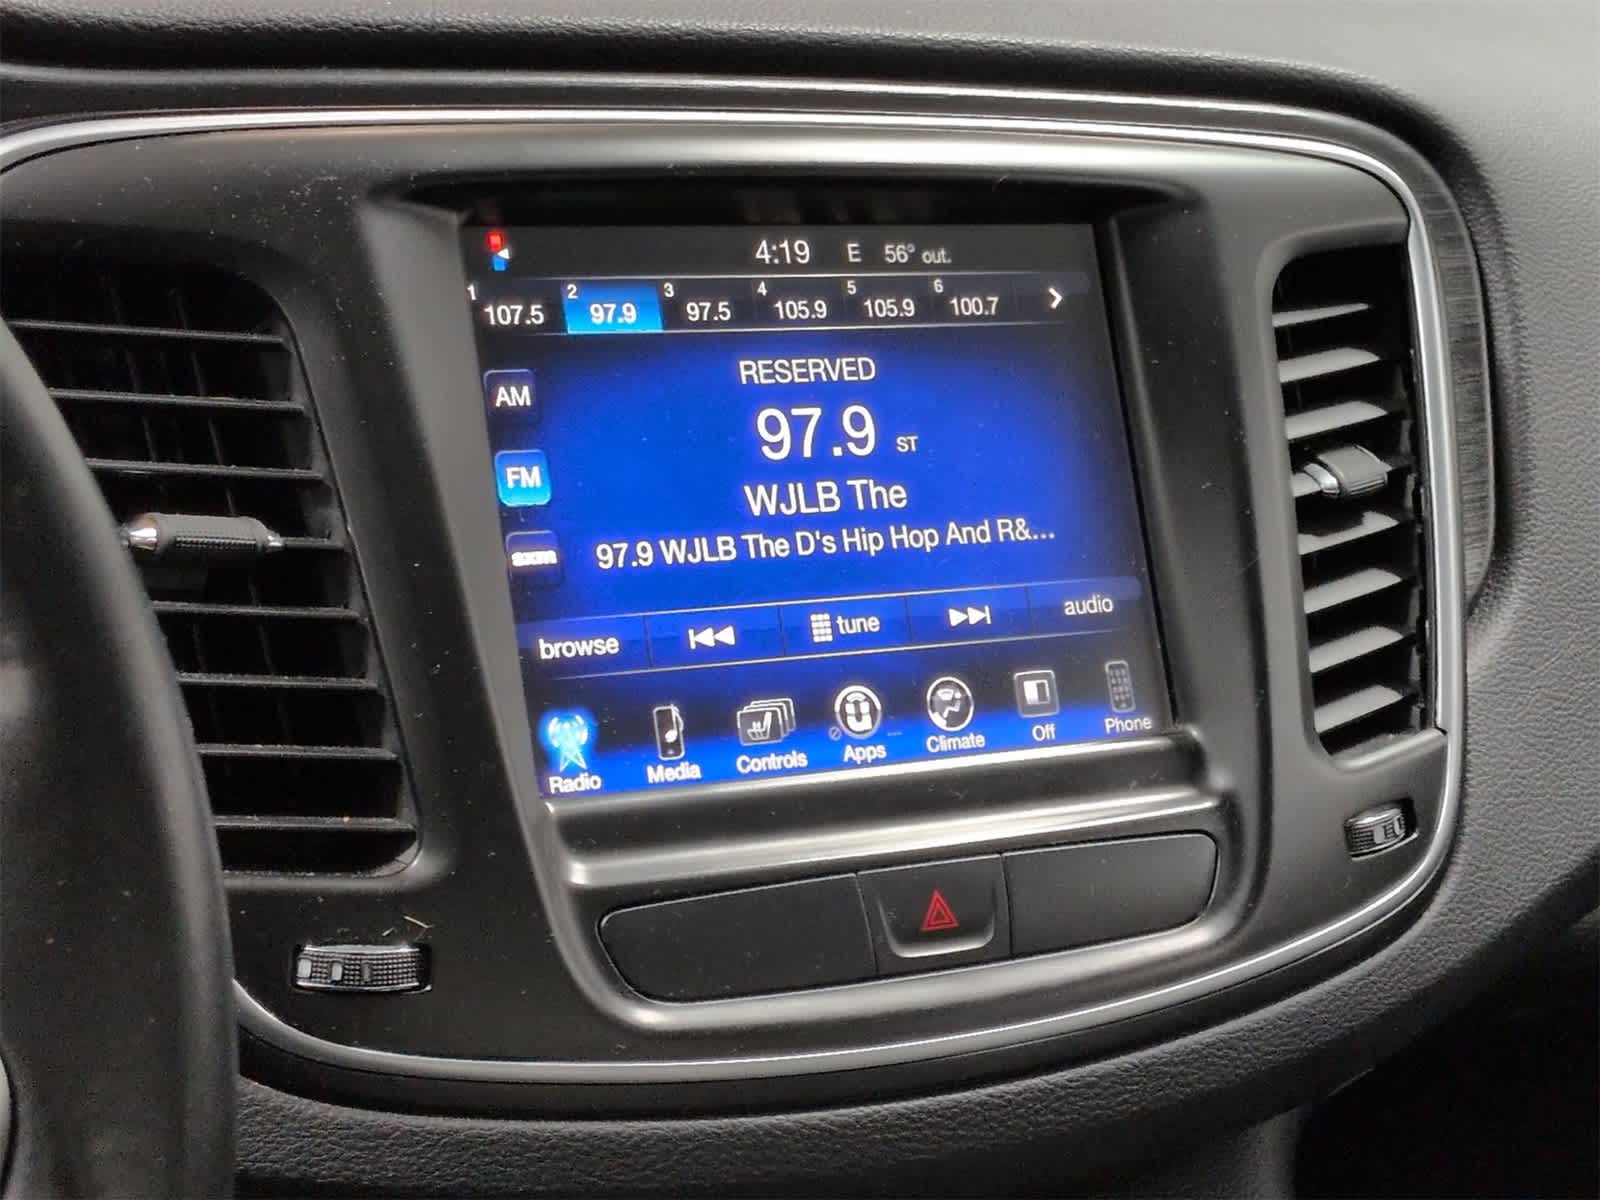 4:19 E 56° out.
1 107.5 2 97.9 3 97.5 4 105.9 5 105.9 6 100.7
RESERVED
AM
97.9 ST
FM
WJLB The
sxm 97.9 WJLB The D's Hip Hop And R&...
browse tune audio
Radio Media Controls Apps Climate Off Phone